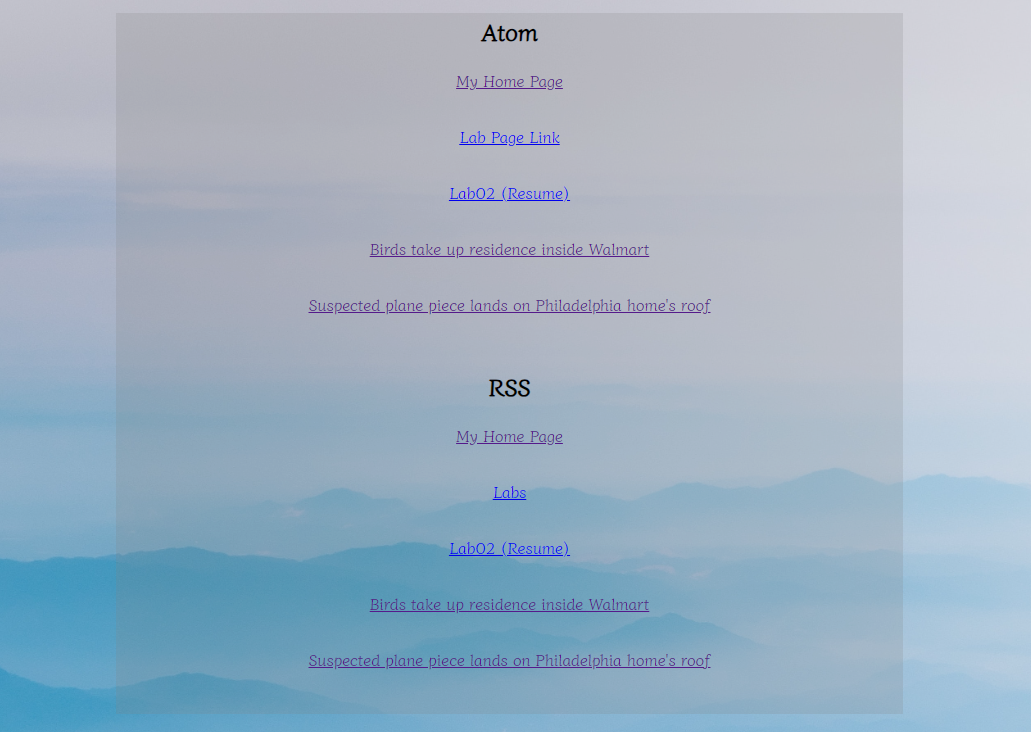 Atom
My Home Page
Lab Page Link
Lab02 (Resume)
Birds take up residence inside Walmart
Suspected plane piece lands on Philadelphia home's roof
RSS
My Home Page
Labs
Lab02 (Resume)
Birds take up residence inside Walmart
Suspected plane piece lands on Philadelphia home's roof